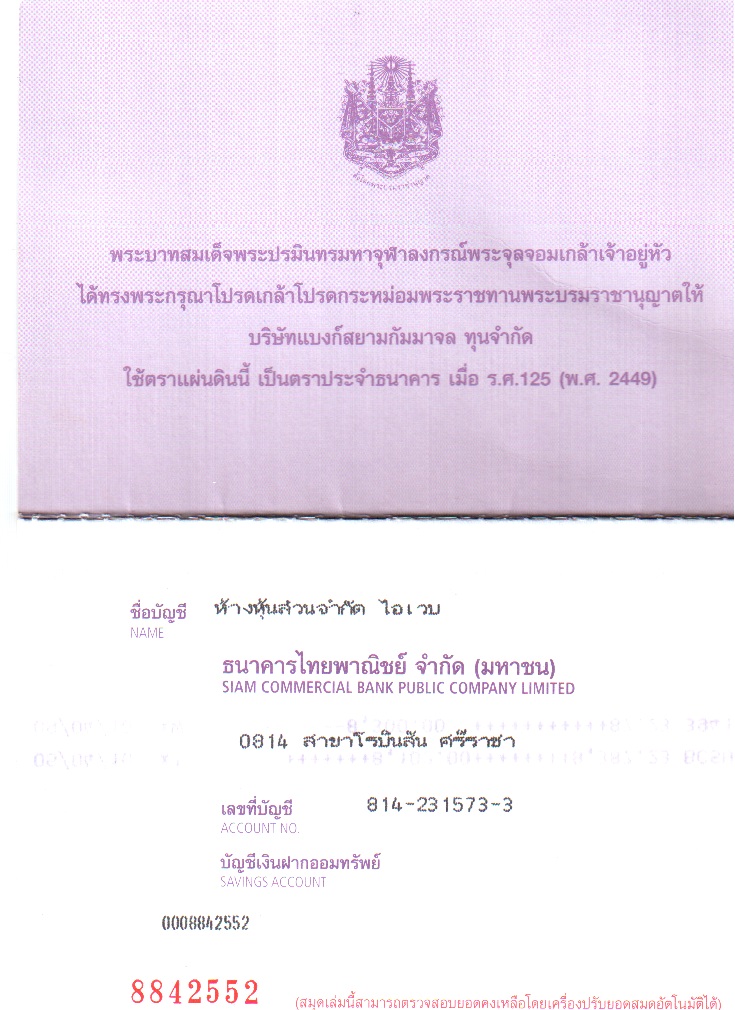 พระบาทสมเด็จพระปรมินทรมหาจุฬาลงกรณ์พระจุลจอมเกล้าเจ้าอยู่หัว
ได้ทรงพระกรุณาโปรดเกล้าโปรดกระหม่อมพระราชทานพระบรมราชานุญาตให้
บริษัทแบงก์สยามกัมมาจล ทุนจำกัด
ใช้ตราแผ่นดินนี้ เป็นตราประจำธนาคาร เมื่อ ร.ศ.125 (พ.ศ. 2449)
ชื่อบัญชี ห้างหุ้นส่วนจำกัด ไอเวบ
NAME
ธนาคารไทยพาณิชย์ จำกัด (มหาชน)
SIAM COMMERCIAL BANK PUBLIC COMPANY LIMITED
0814 สาขาโรบินสัน ศรีราชา
เลขที่บัญชี 814-231573-3
ACCOUNT NO.
บัญชีเงินฝากออมทรัพย์
SAVINGS ACCOUNT
0008842552
8842552 (สมุดเล่มนี้สามารถตรวจสอบยอดคงเหลือโดยเครื่องปรับยอดสมุดอัตโนมัติได้)